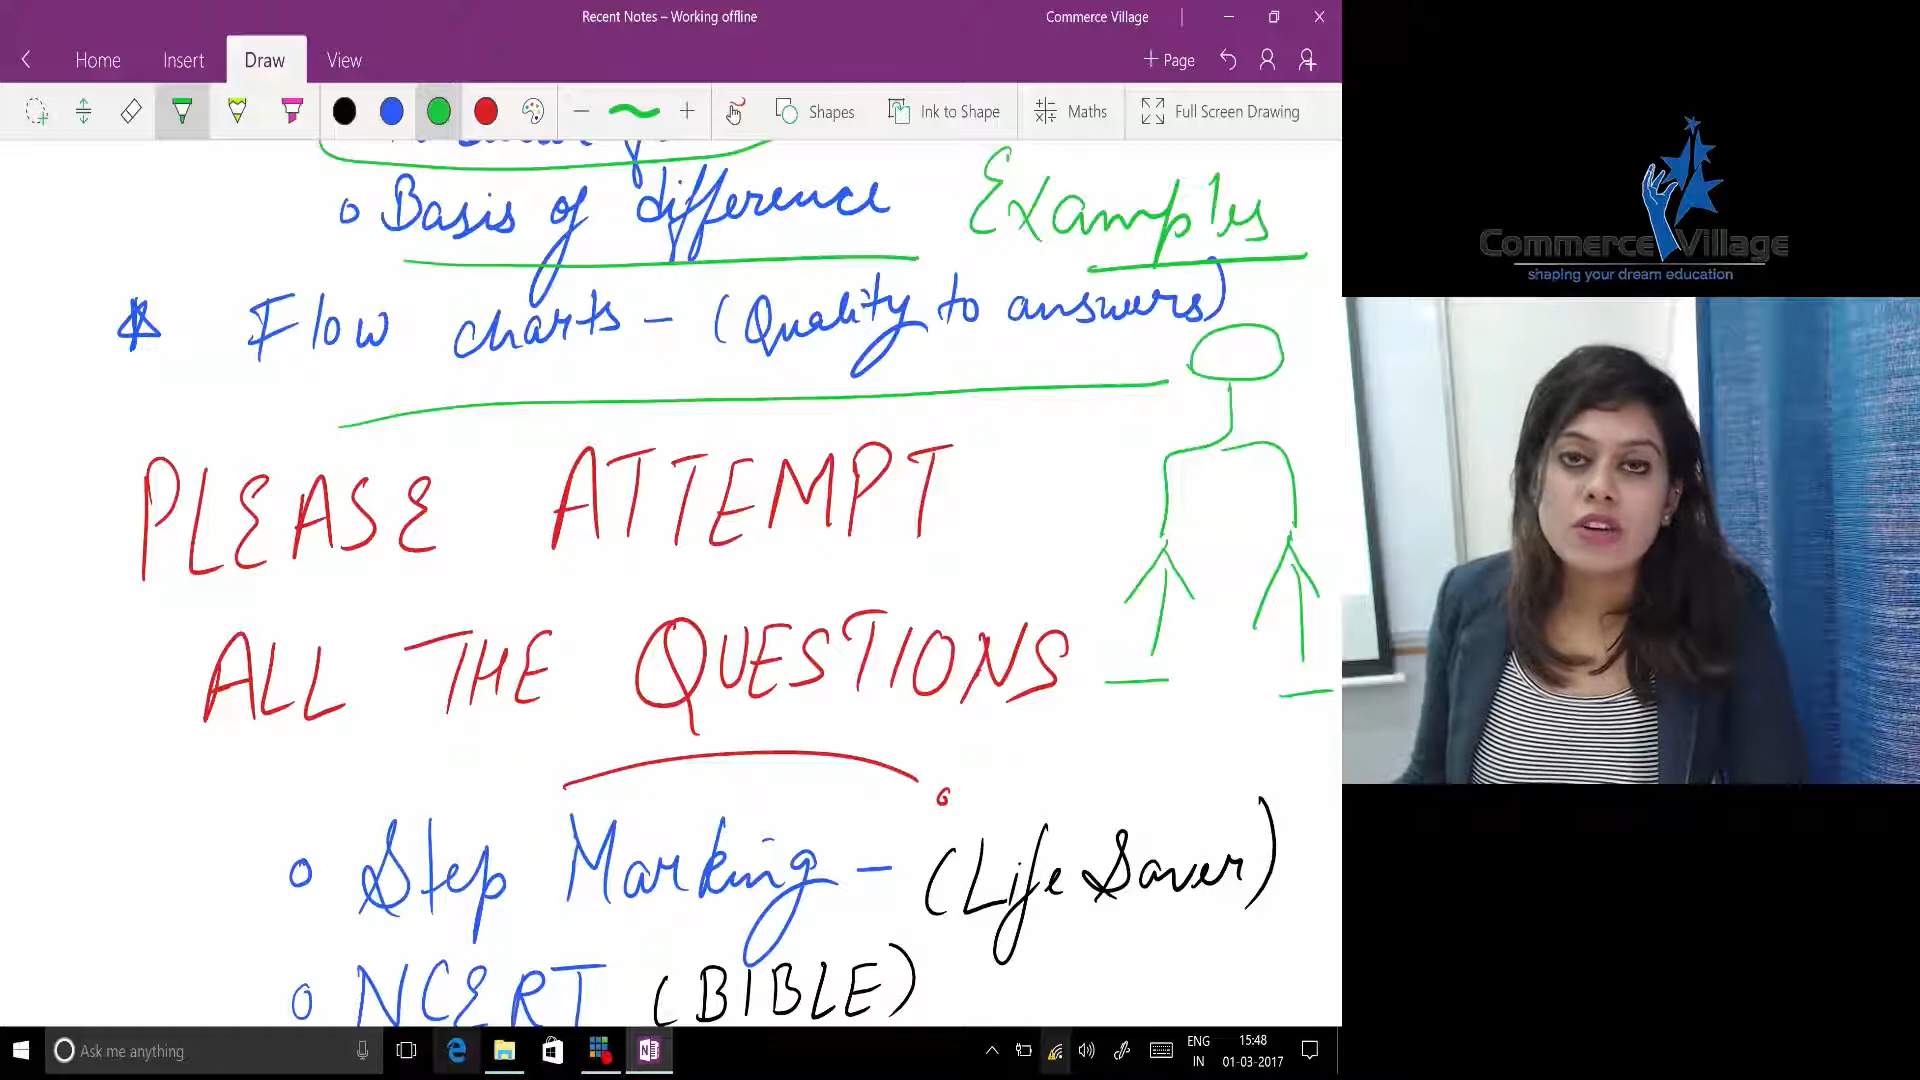 Recent Notes – Working offline
Commerce Village
Home Insert Draw View
Page
Shapes Ink to Shape Maths Full Screen Drawing
o Basis of difference Examples
Flow charts – (Quality to answers)
PLEASE ATTEMPT
ALL THE QUESTIONS
o Step Marking – (Life Saver)
o NCERT (BIBLE)
Commerce Village
shaping your dream education
Ask me anything
ENG
IN
15:48
01-03-2017